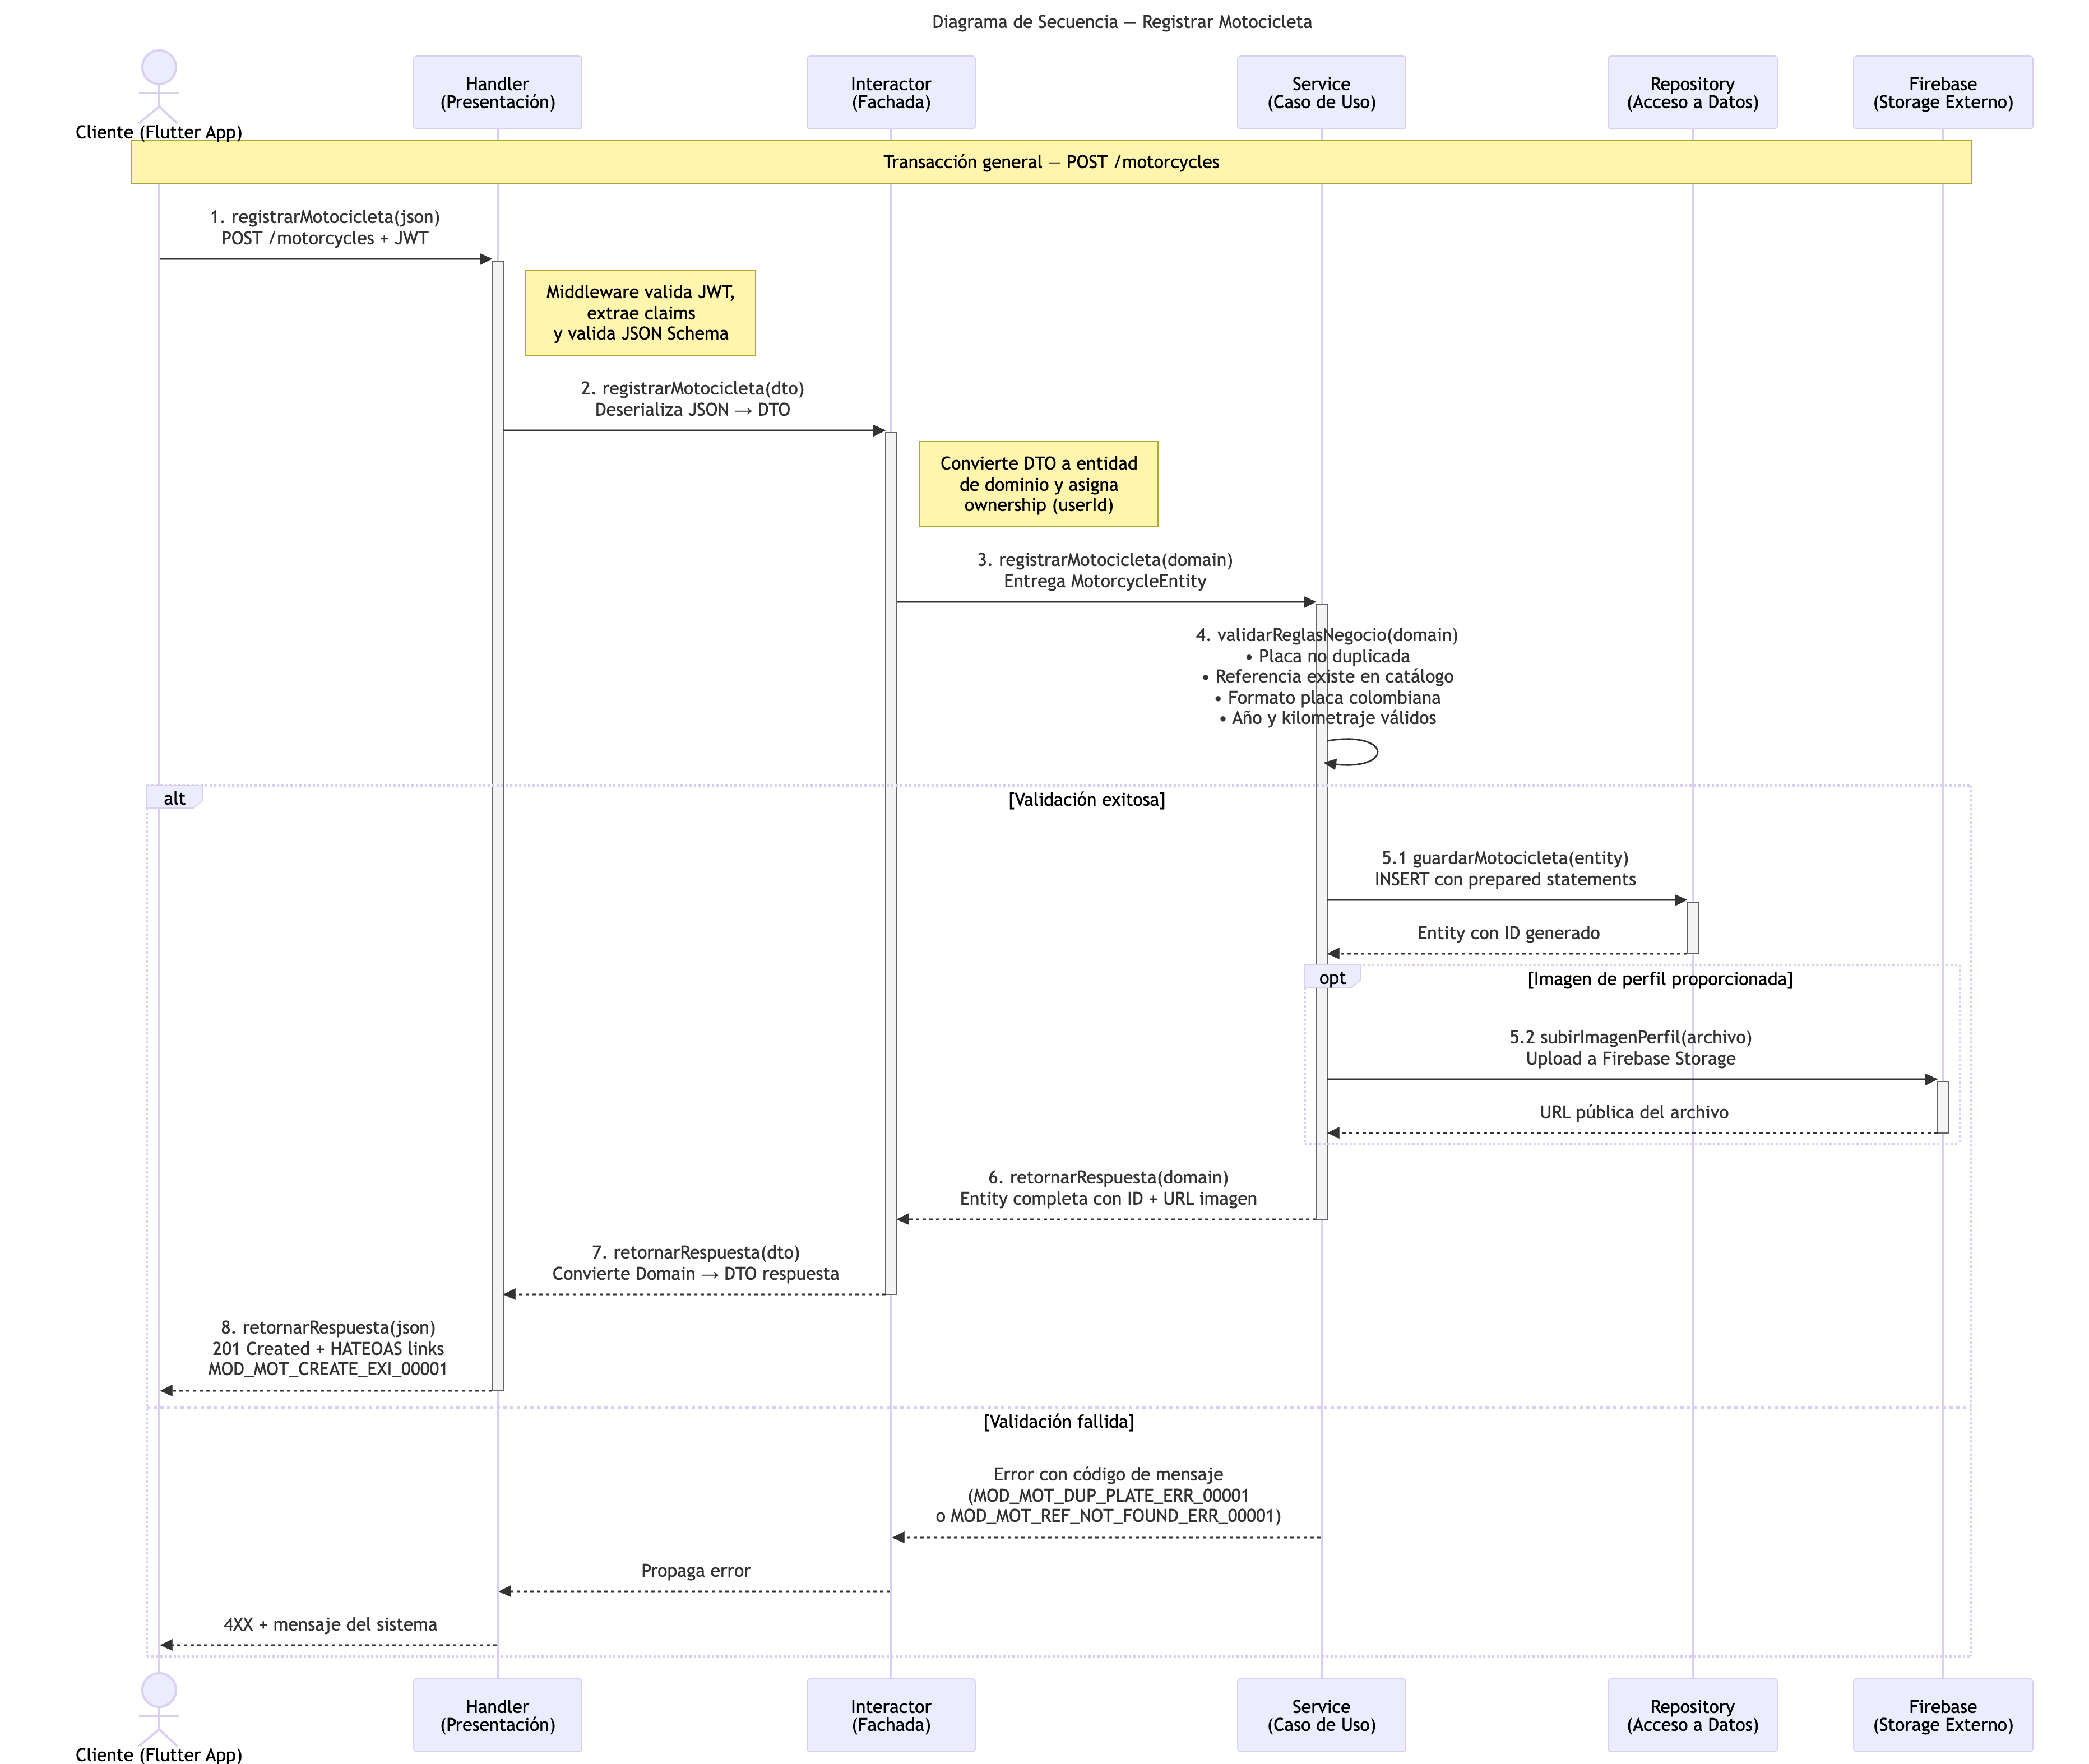 Diagrama de Secuencia — Registrar Motocicleta
Cliente (Flutter App)
Handler
(Presentación)
Interactor
(Fachada)
Service
(Caso de Uso)
Repository
(Acceso a Datos)
Firebase
(Storage Externo)
Transacción general — POST /motorcycles
1. registrarMotocicleta(json)
POST /motorcycles + JWT
Middleware valida JWT,
extrae claims
y valida JSON Schema
2. registrarMotocicleta(dto)
Deserializa JSON → DTO
Convierte DTO a entidad
de dominio y asigna
ownership (userId)
3. registrarMotocicleta(domain)
Entrega MotorcycleEntity
4. validarReglasNegocio(domain)
• Placa no duplicada
• Referencia existe en catálogo
• Formato placa colombiana
• Año y kilometraje válidos
alt
[Validación exitosa]
5.1 guardarMotocicleta(entity)
INSERT con prepared statements
Entity con ID generado
opt
[Imagen de perfil proporcionada]
5.2 subirImagenPerfil(archivo)
Upload a Firebase Storage
URL pública del archivo
6. retornarRespuesta(domain)
Entity completa con ID + URL imagen
7. retornarRespuesta(dto)
Convierte Domain → DTO respuesta
8. retornarRespuesta(json)
201 Created + HATEOAS links
MOD_MOT_CREATE_EXI_00001
[Validación fallida]
Error con código de mensaje
(MOD_MOT_DUP_PLATE_ERR_00001
o MOD_MOT_REF_NOT_FOUND_ERR_00001)
Propaga error
4XX + mensaje del sistema
Cliente (Flutter App)
Handler
(Presentación)
Interactor
(Fachada)
Service
(Caso de Uso)
Repository
(Acceso a Datos)
Firebase
(Storage Externo)